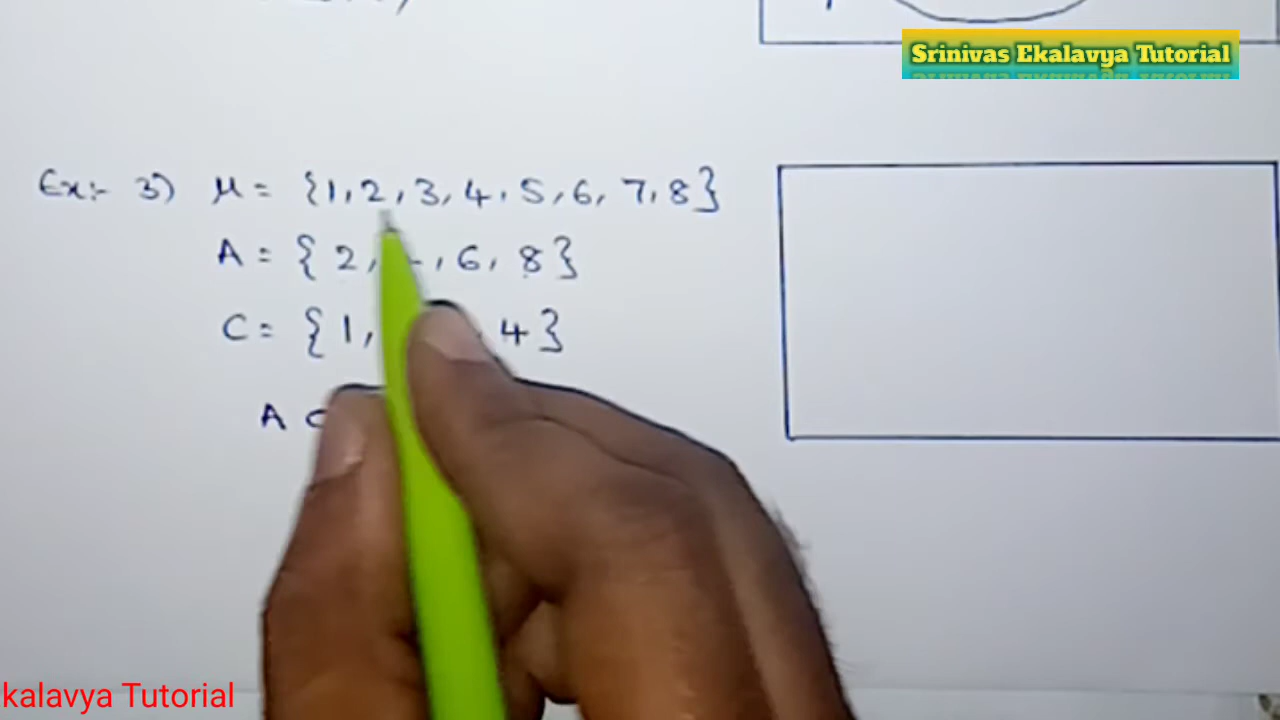 Srinivas Ekalavya Tutorial
Ex:- 3) μ = {1, 2, 3, 4, 5, 6, 7, 8}
A = { 2, , 6, 8 }
C = { 1, , 4 }
A C
kalavya Tutorial